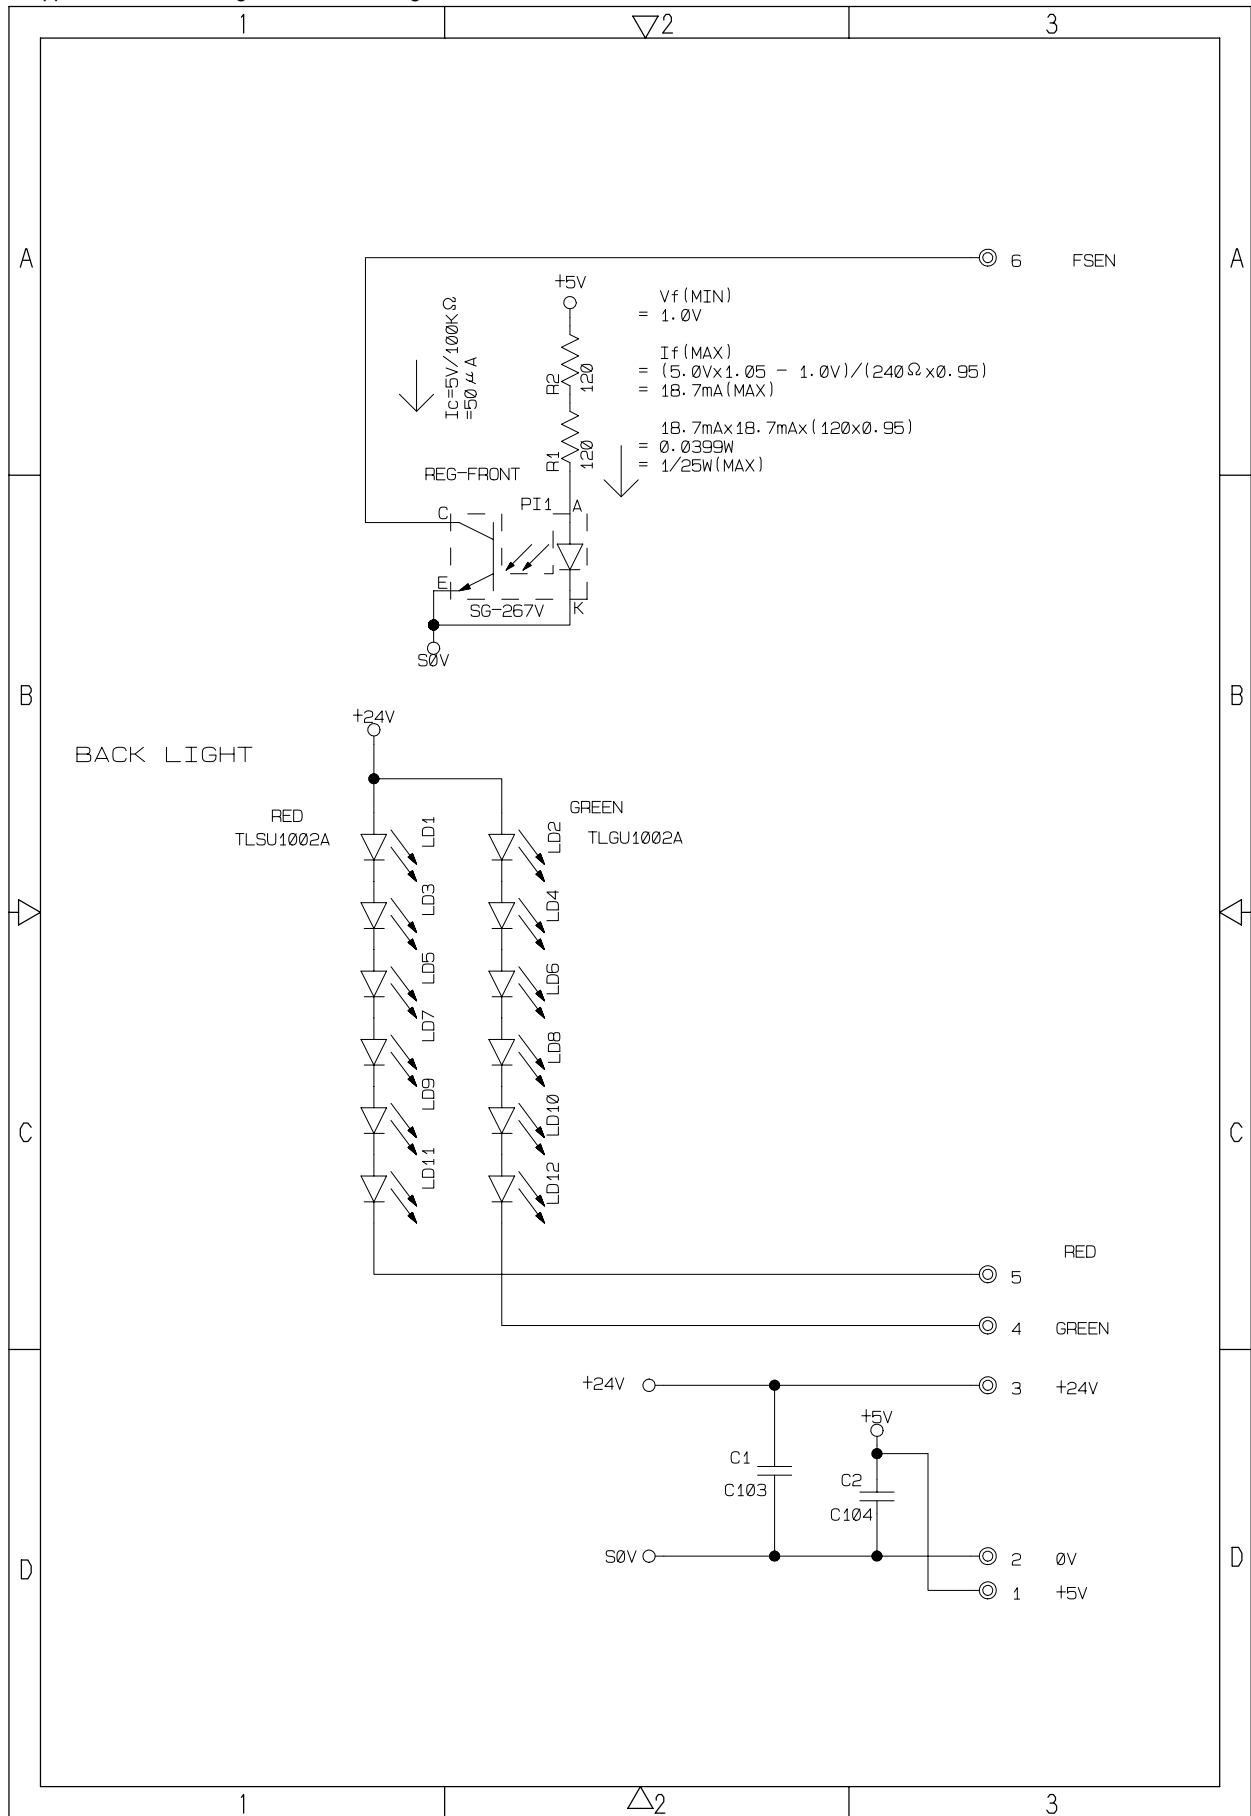 1 2 3
A A
6 FSEN
+5V
Vf(MIN)
= 1.0V
Ic=5V/100KΩ
=50μA
R2 120
If(MAX)
= (5.0Vx1.05 - 1.0V)/(240Ωx0.95)
= 18.7mA(MAX)
R1 120
18.7mAx18.7mAx(120x0.95)
= 0.0399W
= 1/25W(MAX)
REG-FRONT
PI1 A
C
E
SG-267V K
S0V
B B
+24V
BACK LIGHT
RED
TLSU1002A
GREEN
TLGU1002A
LD1 LD2
LD3 LD4
LD5 LD6
LD7 LD8
LD9 LD10
LD11 LD12
C C
RED
5
4 GREEN
+24V 3 +24V
+5V
C1
C103
C2
C104
S0V 2 0V
D D
1 +5V
1 2 3